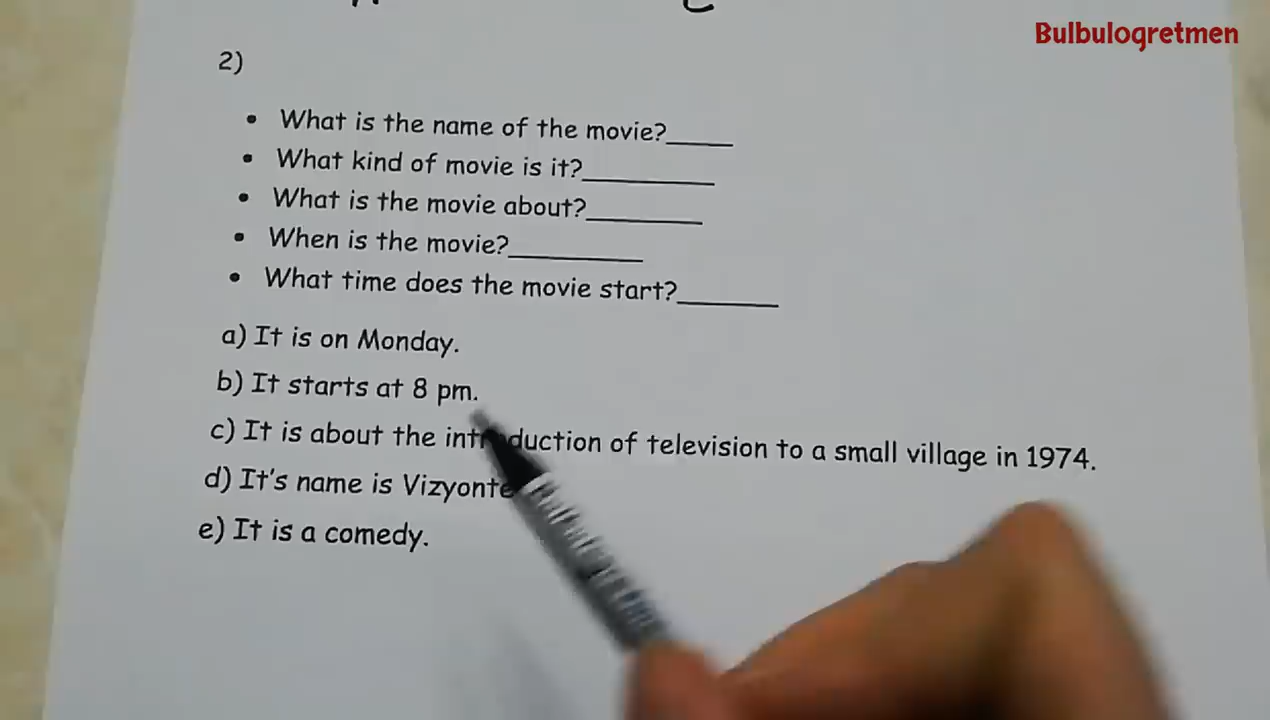 Bulbulogretmen
2)
• What is the name of the movie?_____
• What kind of movie is it?__________
• What is the movie about?_________
• When is the movie?__________
• What time does the movie start?________
a) It is on Monday.
b) It starts at 8 pm.
c) It is about the introduction of television to a small village in 1974.
d) It's name is
e) It is a comedy.